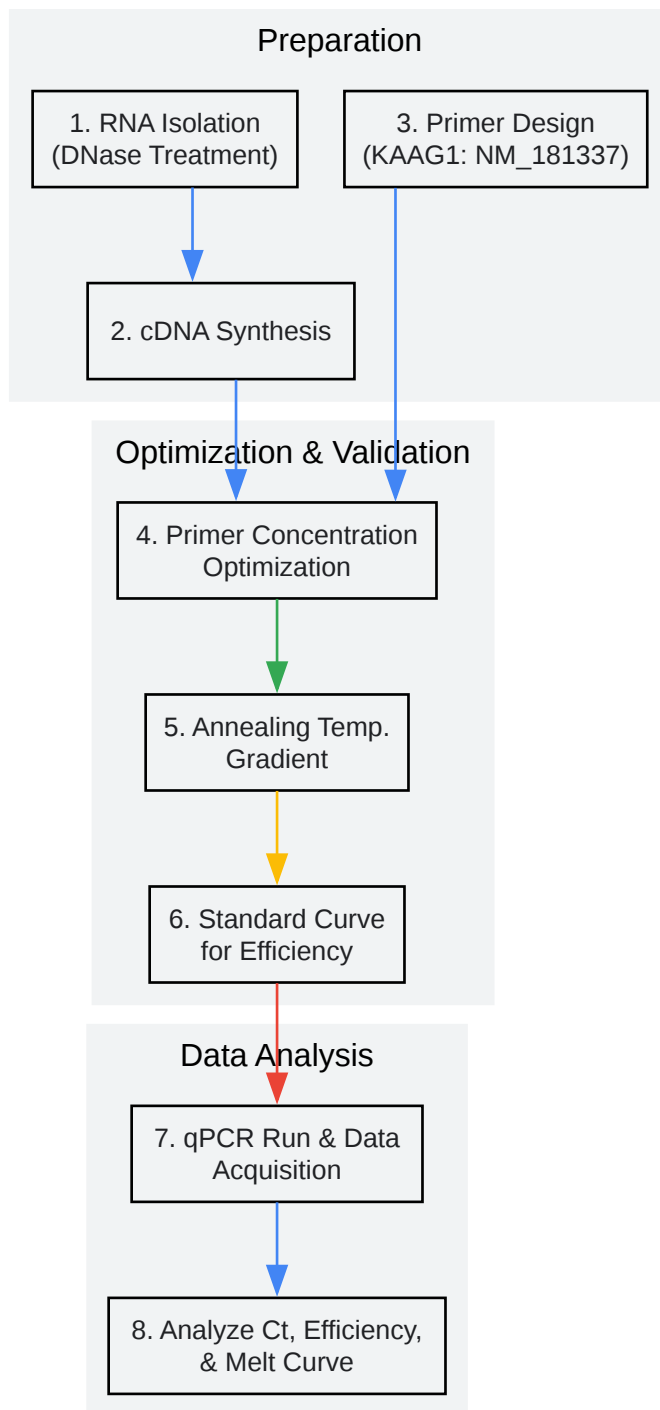 Preparation
1. RNA Isolation
(DNase Treatment)
3. Primer Design
(KAAG1: NM_181337)
2. cDNA Synthesis
Optimization & Validation
4. Primer Concentration
Optimization
5. Annealing Temp.
Gradient
6. Standard Curve
for Efficiency
Data Analysis
7. qPCR Run & Data
Acquisition
8. Analyze Ct, Efficiency,
& Melt Curve